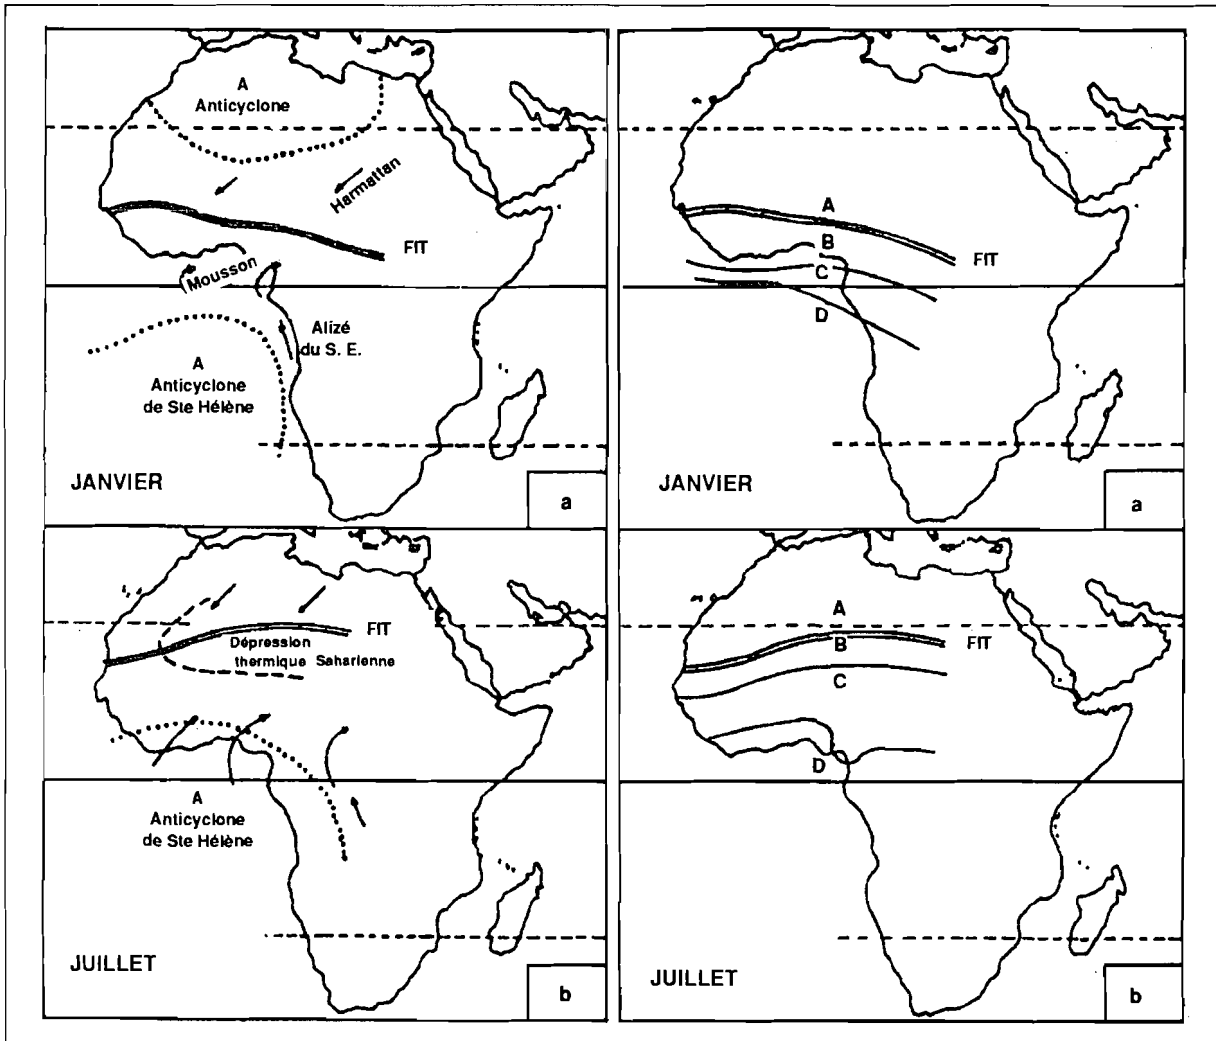 A
Anticyclone
Harmattan
FIT
Mousson
Alizé
du S. E.
A
Anticyclone
de Ste Hélène
JANVIER
a
A
B
FIT
C
D
JANVIER
a
FIT
Dépression
thermique Saharienne
A
Anticyclone
de Ste Hélène
JUILLET
b
A
B
FIT
C
D
JUILLET
b